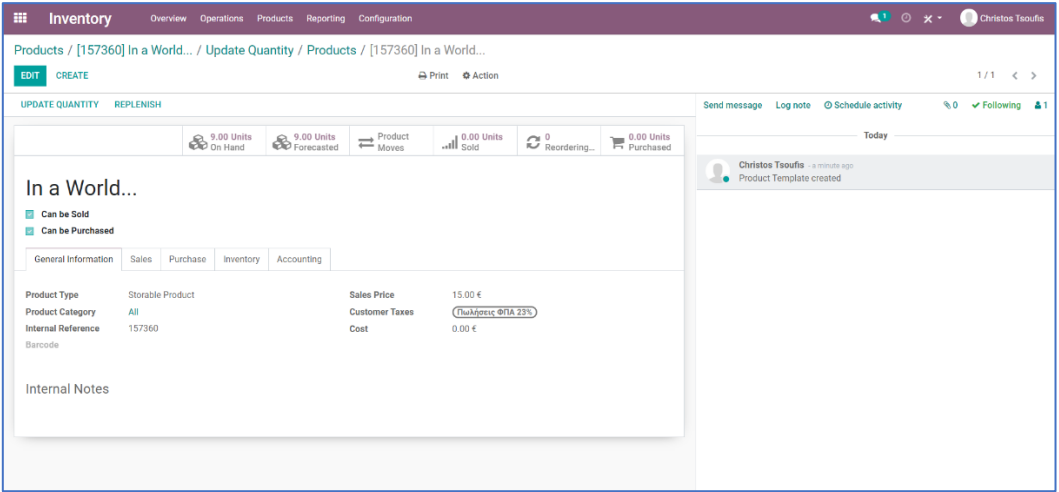 Inventory Overview Operations Products Reporting Configuration 1 Christos Tsoufis
Products / [157360] In a World... / Update Quantity / Products / [157360] In a World...
EDIT CREATE Print Action 1 / 1
UPDATE QUANTITY REPLENISH
Send message Log note Schedule activity 0 Following 1
9.00 Units On Hand
9.00 Units Forecasted
Product Moves
0.00 Units Sold
0 Reordering...
0.00 Units Purchased
In a World...
Can be Sold
Can be Purchased
General Information Sales Purchase Inventory Accounting
Product Type Storable Product Sales Price 15.00 €
Product Category All Customer Taxes Πωλήσεις ΦΠΑ 23%
Internal Reference 157360 Cost 0.00 €
Barcode
Internal Notes
Today
Christos Tsoufis - a minute ago
Product Template created